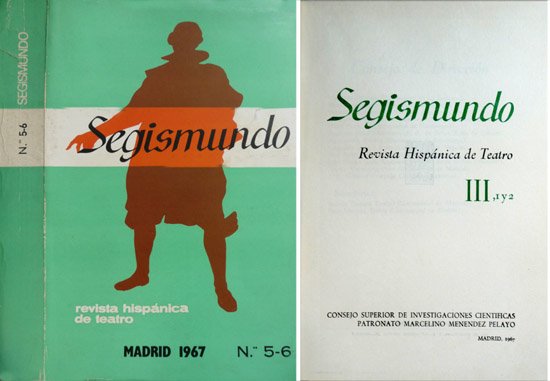 N.º 5-6 SEGISMUNDO
Segismundo
revista hispánica
de teatro
MADRID 1967 N.º 5-6
Segismundo
Revista Hispánica de Teatro
III, 1 y 2
CONSEJO SUPERIOR DE INVESTIGACIONES CIENTIFICAS
PATRONATO MARCELINO MENENDEZ PELAYO
MADRID, 1967